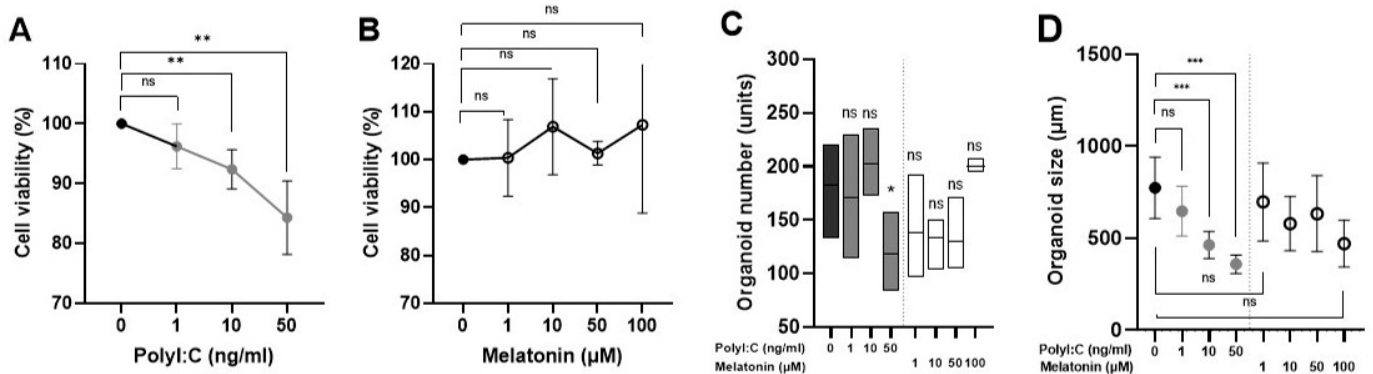 A
**
**
ns
110
100
90
80
70
Cell viability (%)
0 1 10 50
PolyI:C (ng/ml)
B
ns
ns
ns
ns
120
110
100
90
80
70
Cell viability (%)
0 1 10 50 100
Melatonin (µM)
C
300
250
200
150
100
50
Organoid number (units)
ns ns
*
ns
ns
ns
ns
PolyI:C (ng/ml) 0 1 10 50
Melatonin (µM) 1 10 50 100
D
1500
1000
500
0
Organoid size (µm)
***
***
ns
ns
ns
PolyI:C (ng/ml) 0 1 10 50
Melatonin (µM) 1 10 50 100